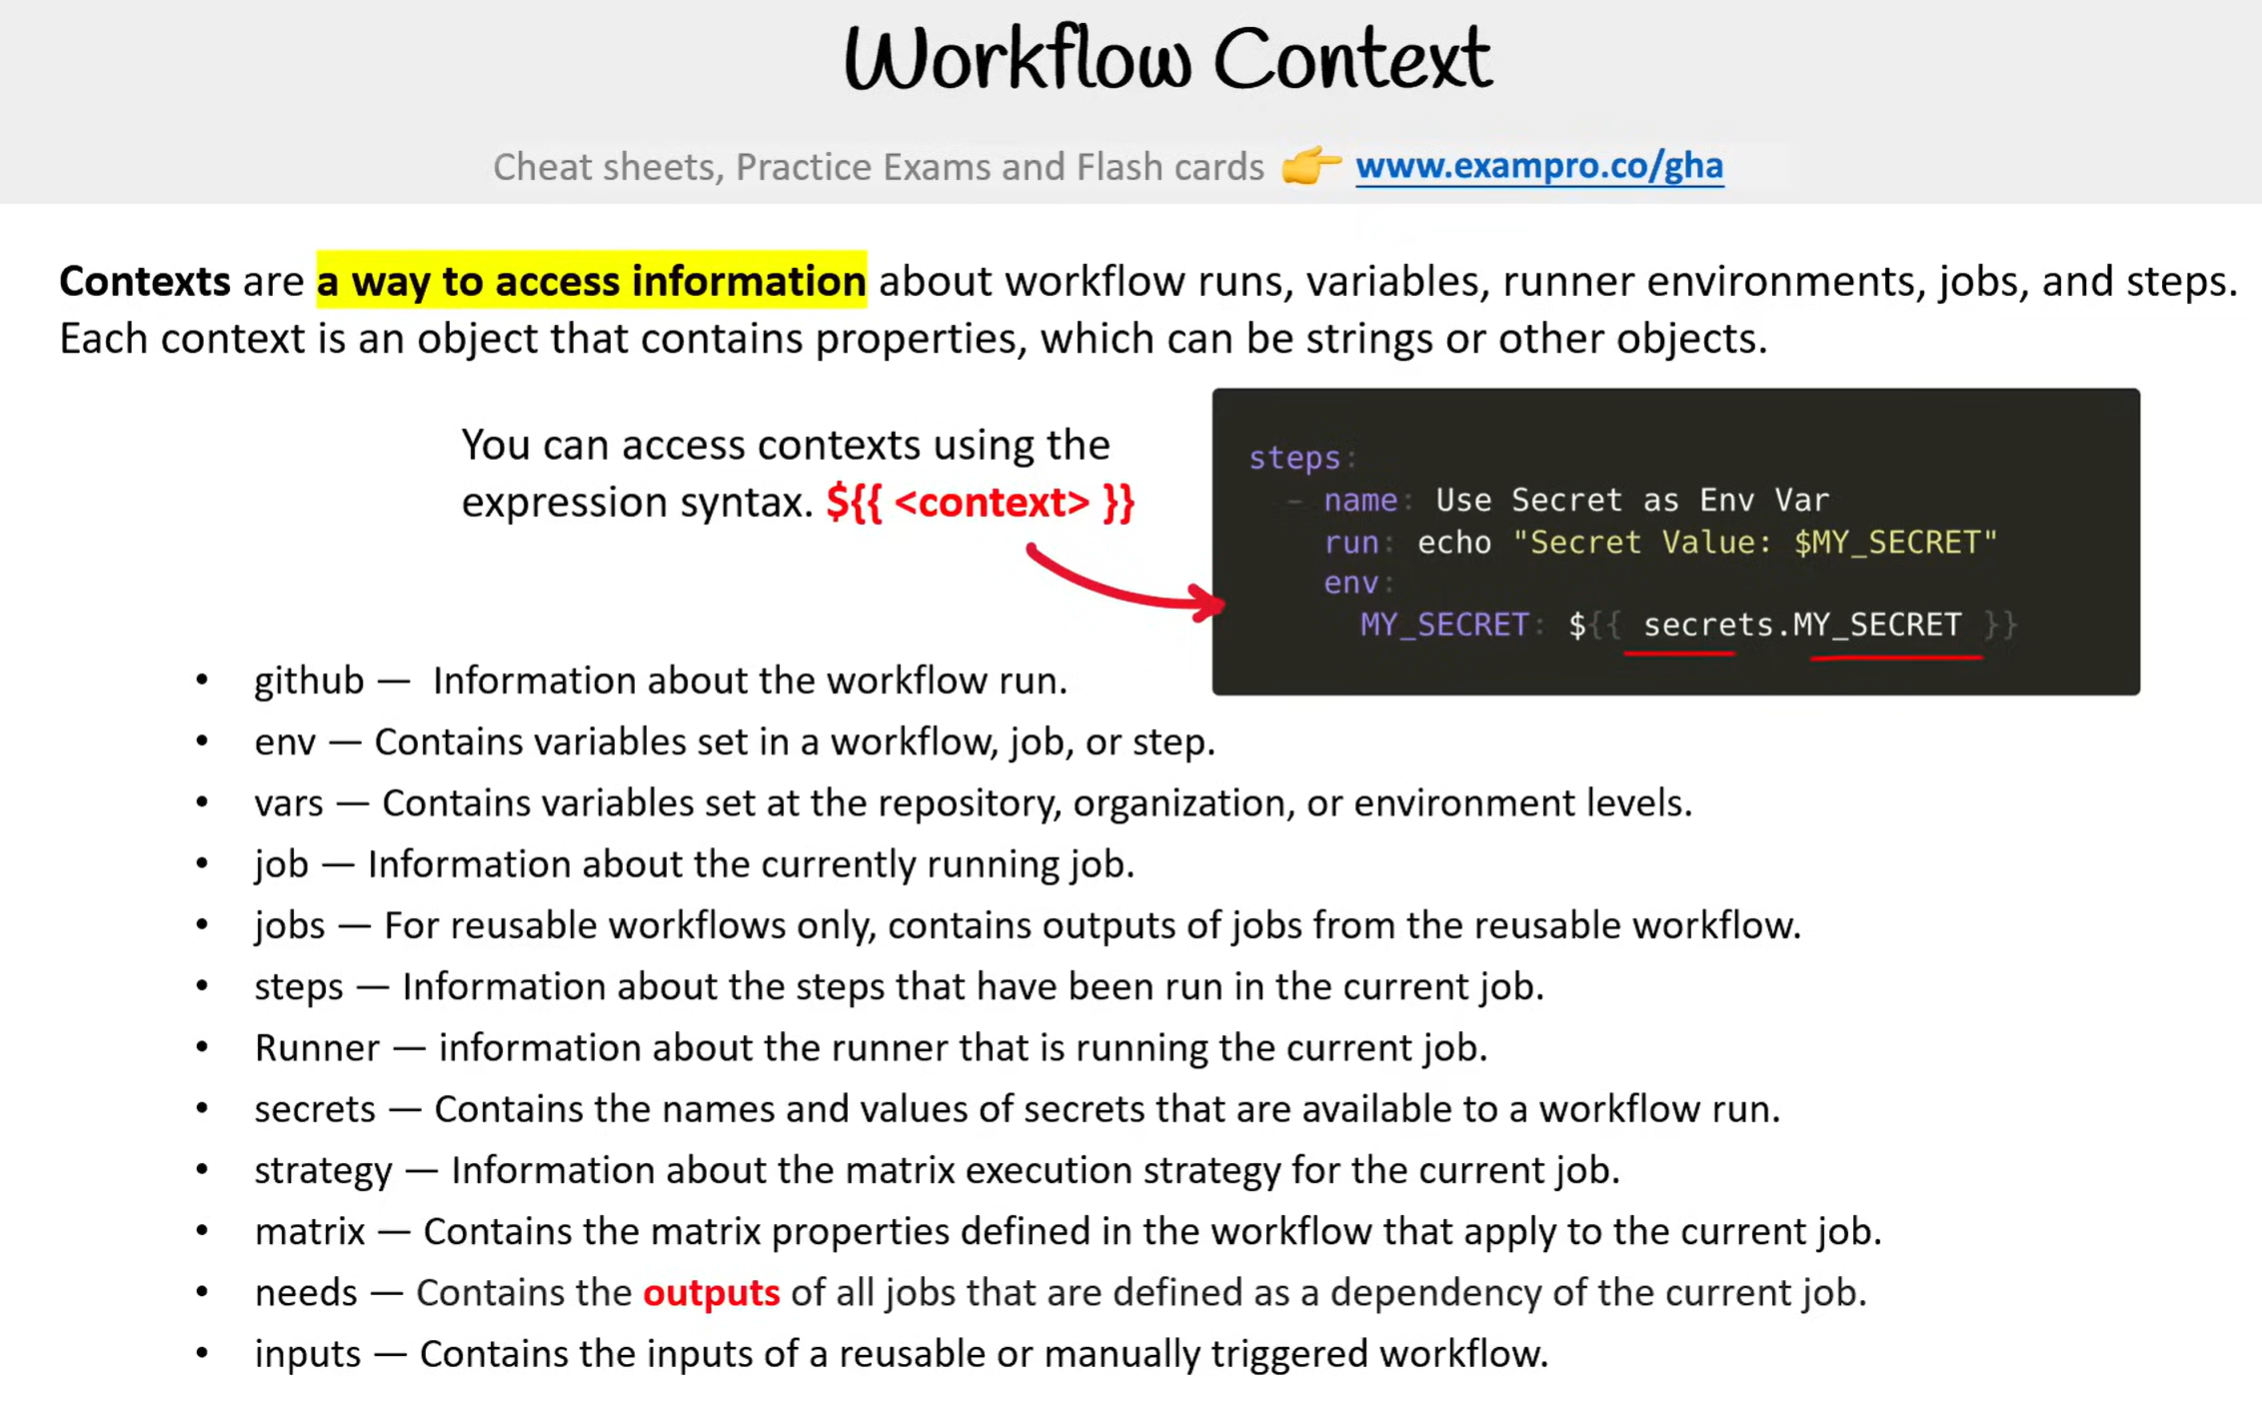 Workflow Context
Cheat sheets, Practice Exams and Flash cards 👉 www.exampro.co/gha
Contexts are a way to access information about workflow runs, variables, runner environments, jobs, and steps.
Each context is an object that contains properties, which can be strings or other objects.
You can access contexts using the
expression syntax. ${{ <context> }}
steps:
- name: Use Secret as Env Var
run: echo "Secret Value: $MY_SECRET"
env:
MY_SECRET: ${{ secrets.MY_SECRET }}
• github — Information about the workflow run.
• env — Contains variables set in a workflow, job, or step.
• vars — Contains variables set at the repository, organization, or environment levels.
• job — Information about the currently running job.
• jobs — For reusable workflows only, contains outputs of jobs from the reusable workflow.
• steps — Information about the steps that have been run in the current job.
• Runner — information about the runner that is running the current job.
• secrets — Contains the names and values of secrets that are available to a workflow run.
• strategy — Information about the matrix execution strategy for the current job.
• matrix — Contains the matrix properties defined in the workflow that apply to the current job.
• needs — Contains the outputs of all jobs that are defined as a dependency of the current job.
• inputs — Contains the inputs of a reusable or manually triggered workflow.